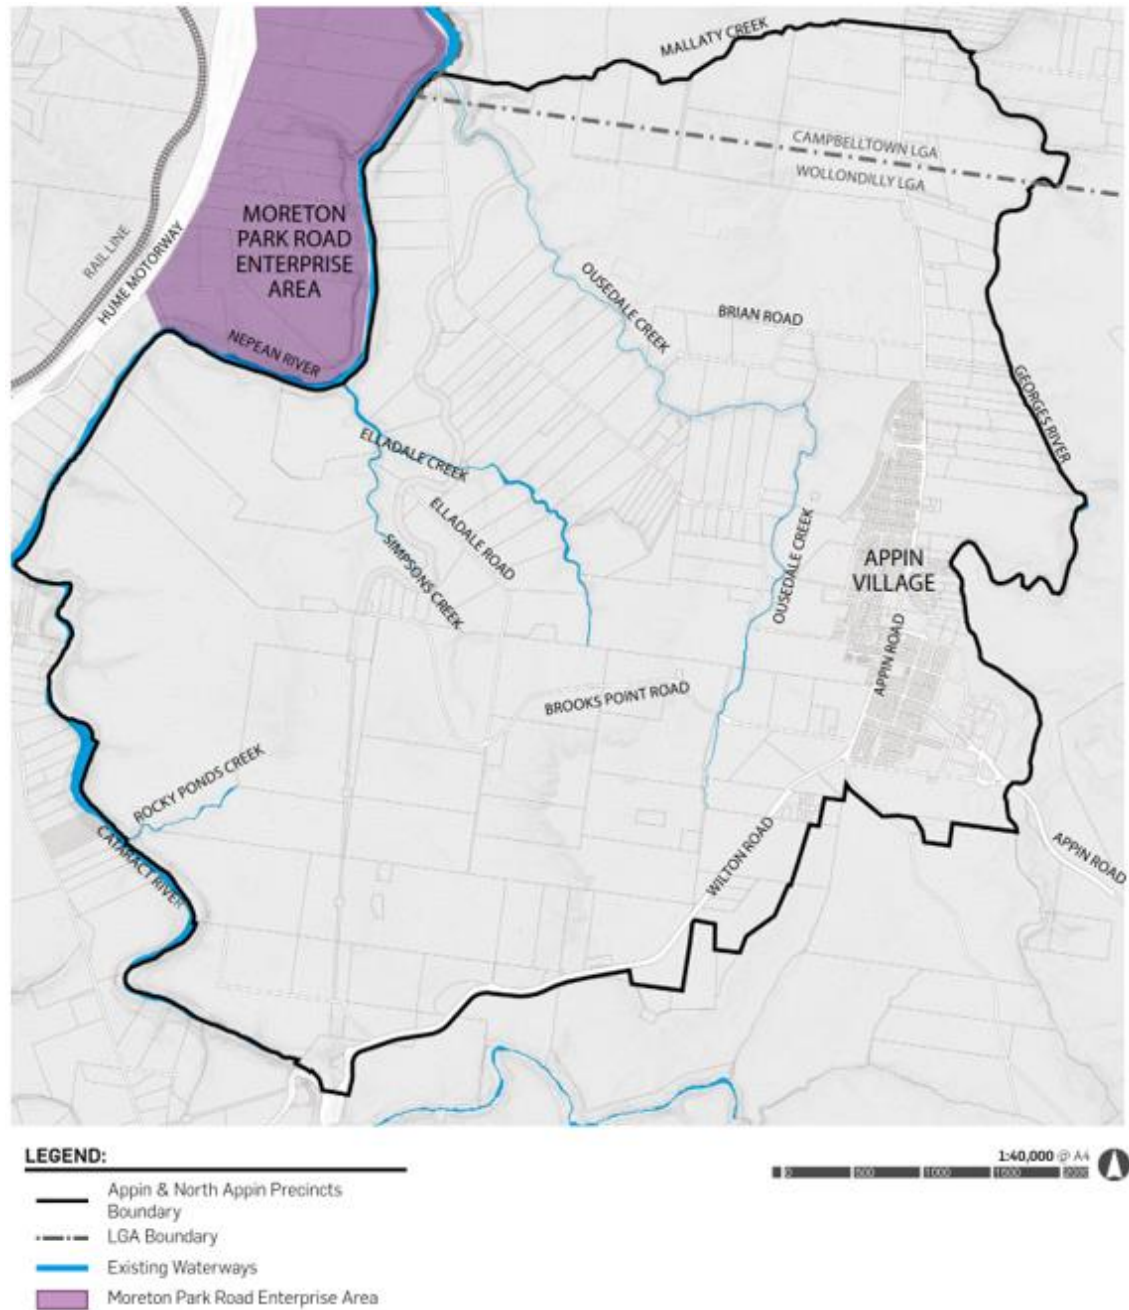 MALLATY CREEK
CAMPBELLTOWN LGA
WOLLONDILLY LGA
RAIL LINE
HUME MOTORWAY
MORETON
PARK ROAD
ENTERPRISE
AREA
NEPEAN RIVER
OUSEDALE CREEK
BRIAN ROAD
GEORGES RIVER
ELLADALE CREEK
ELLADALE ROAD
SIMPSONS CREEK
OUSEDALE CREEK
APPIN
VILLAGE
APPIN ROAD
BROOKS POINT ROAD
ROCKY PONDS CREEK
CATARACT RIVER
WILTON ROAD
APPIN ROAD
LEGEND:
Appin & North Appin Precincts
Boundary
LGA Boundary
Existing Waterways
Moreton Park Road Enterprise Area
1:40,000 @ A4
0 500 1000 1500 2000